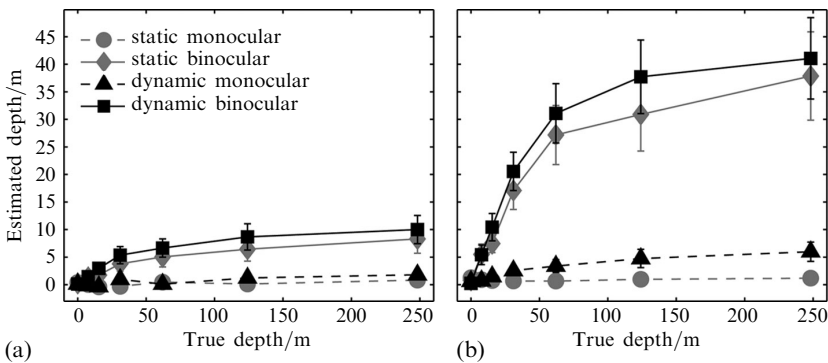 45
40
35
30
25
20
15
10
5
0
Estimated depth/m
static monocular
static binocular
dynamic monocular
dynamic binocular
0 50 100 150 200 250
True depth/m
(a)
0 50 100 150 200 250
True depth/m
(b)